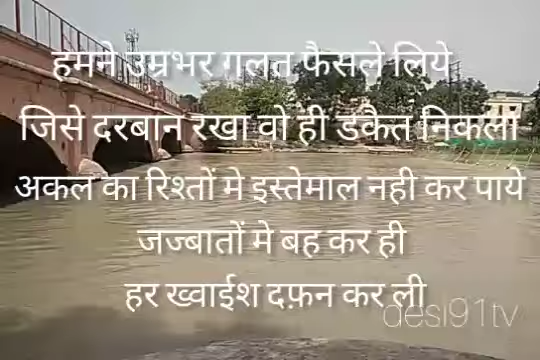 हमने उम्रभर गलत फैसले लिये
जिसे दरबान रखा वो ही डकैत निकला
अकल का रिश्तों मे इस्तेमाल नही कर पाये
जज्बातों मे बह कर ही
हर ख्वाईश दफ़न कर ली
desi91tv